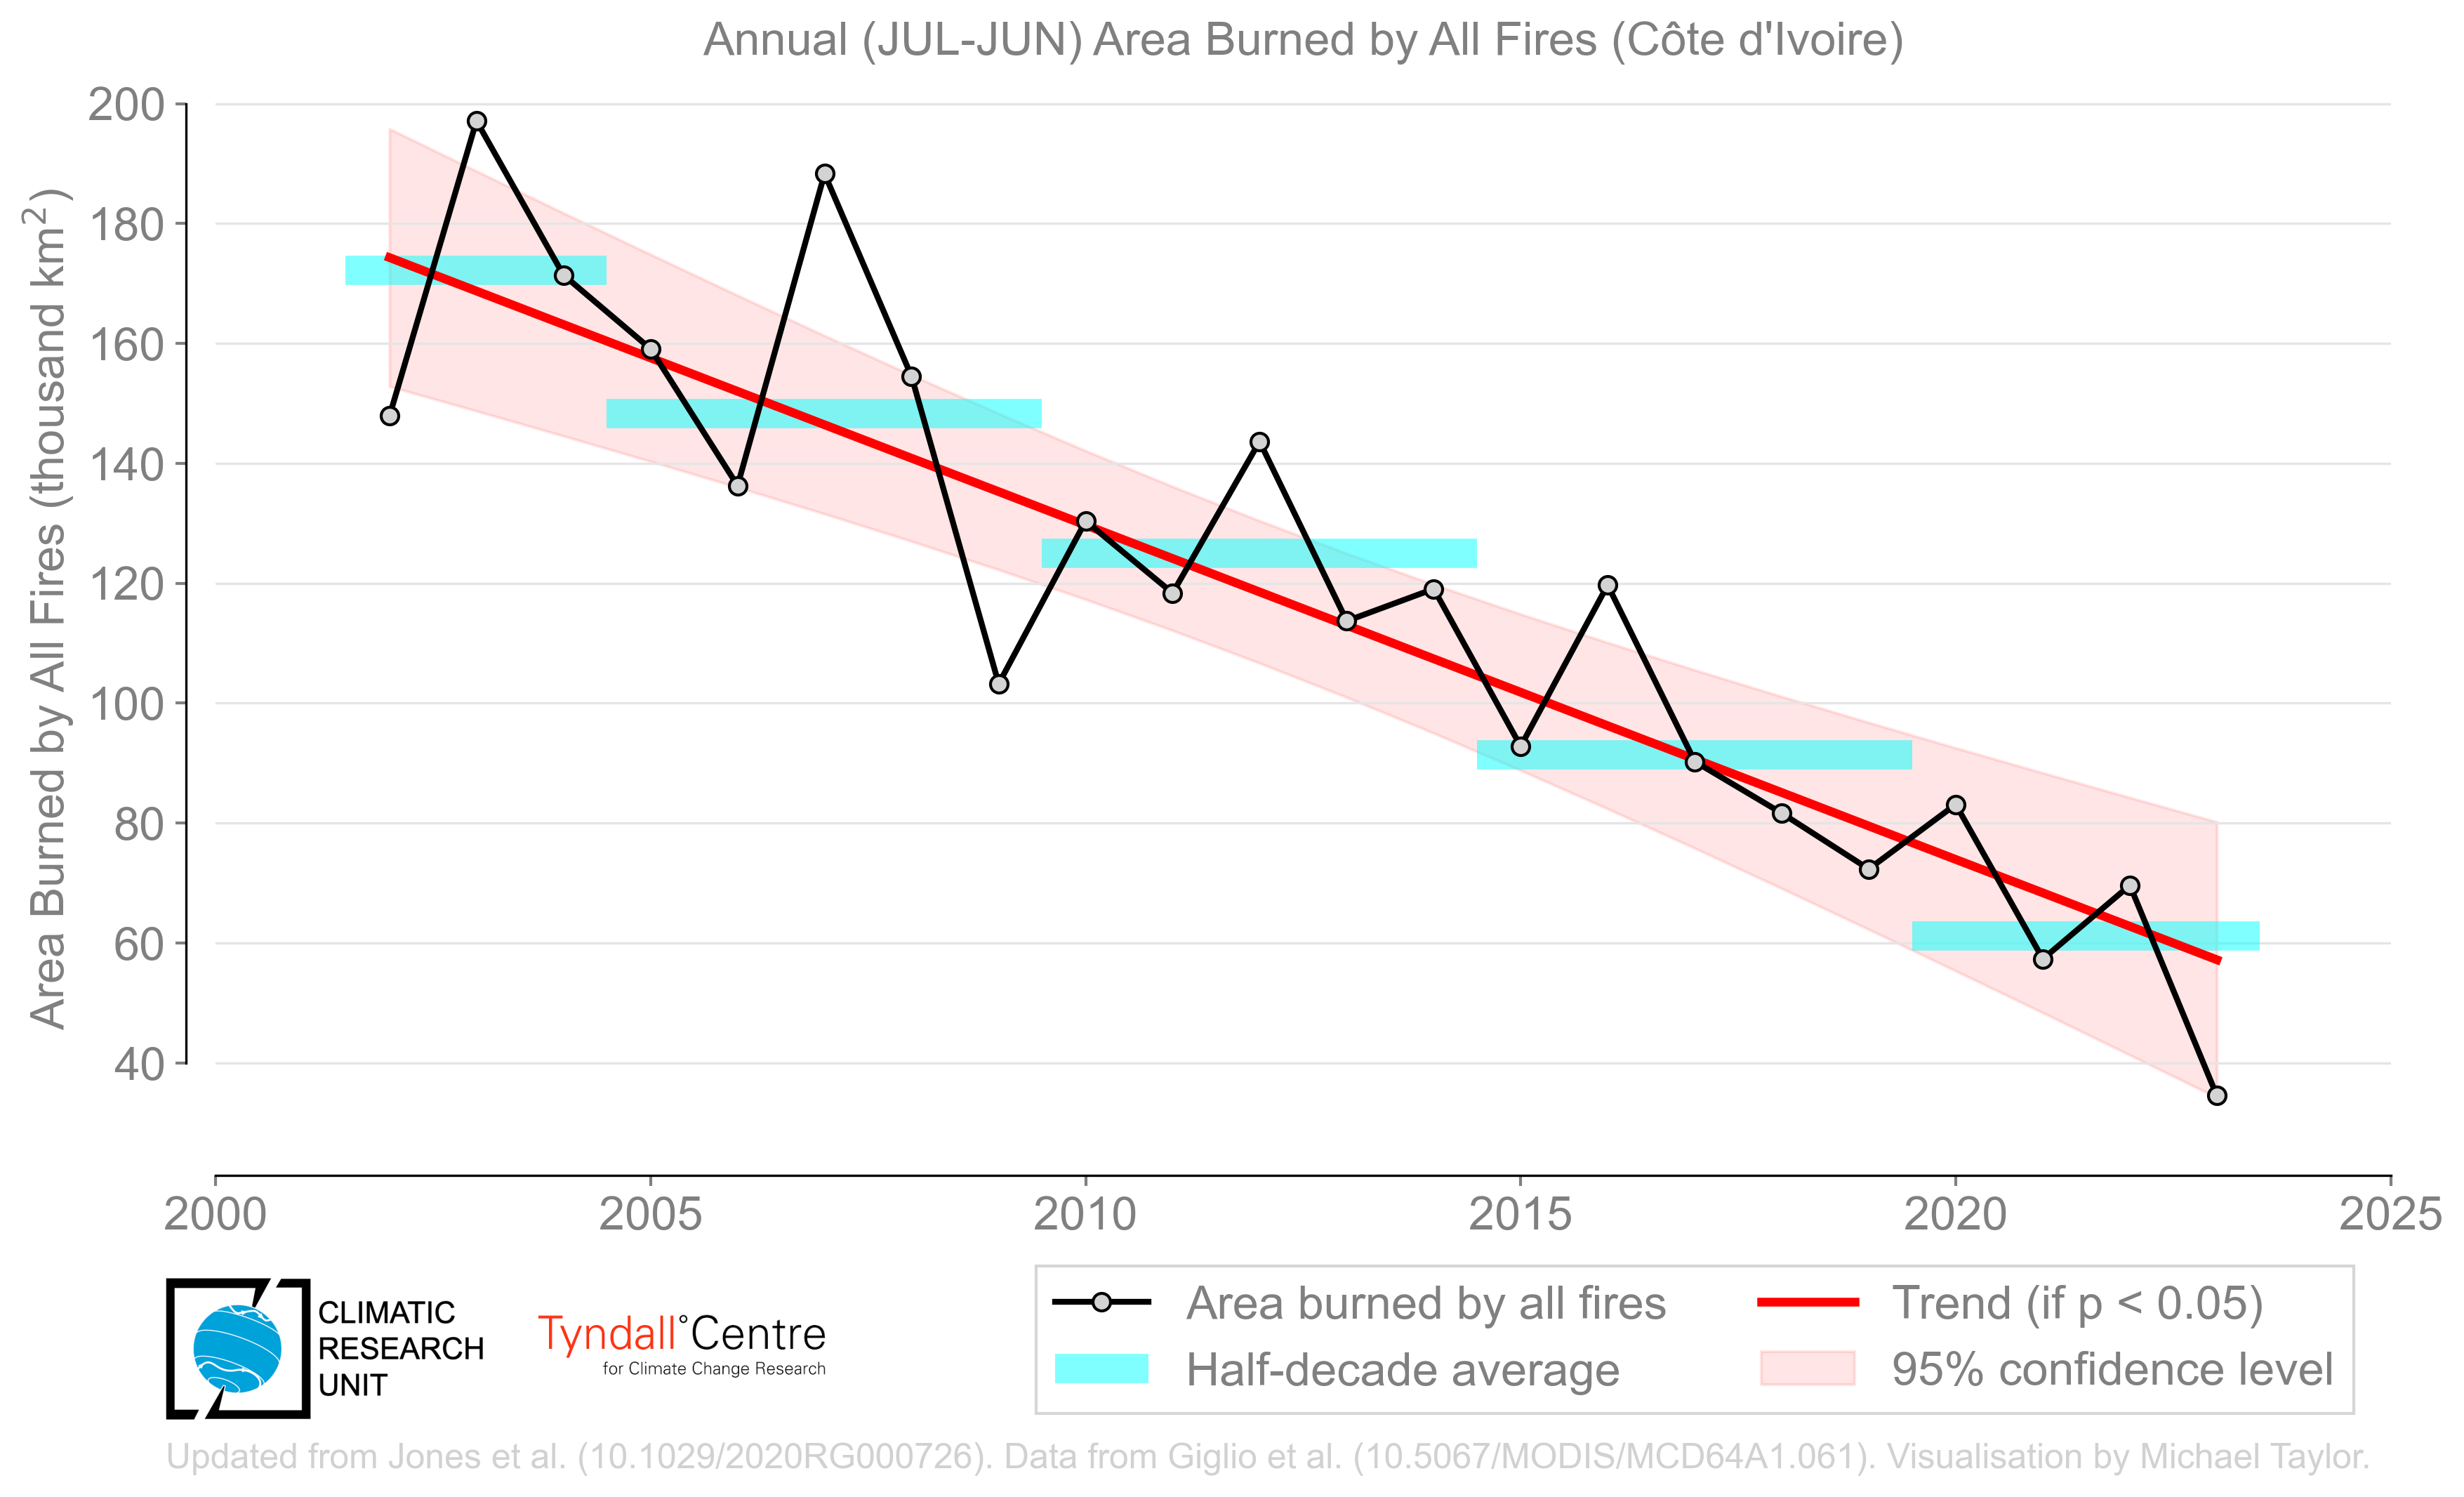 Annual (JUL-JUN) Area Burned by All Fires (Côte d'Ivoire)
Area Burned by All Fires (thousand km²)
200
180
160
140
120
100
80
60
40
2000 2005 2010 2015 2020 2025
Area burned by all fires
Trend (if p < 0.05)
Half-decade average
95% confidence level
CLIMATIC
RESEARCH
UNIT
Tyndall°Centre
for Climate Change Research
Updated from Jones et al. (10.1029/2020RG000726). Data from Giglio et al. (10.5067/MODIS/MCD64A1.061). Visualisation by Michael Taylor.